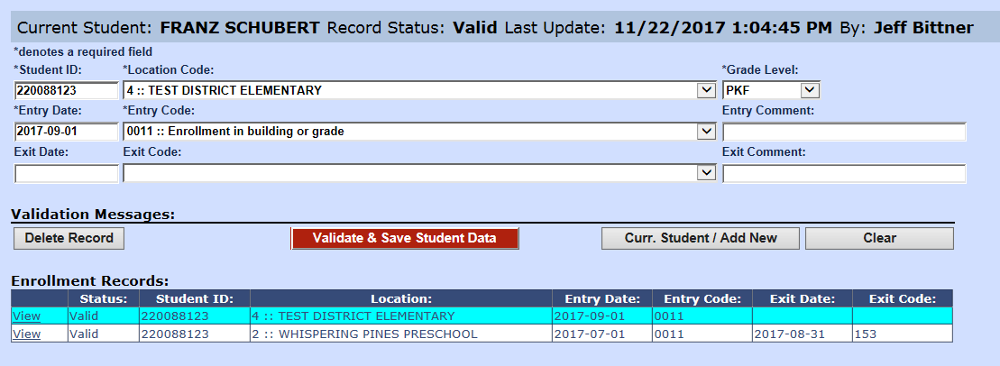 Current Student: FRANZ SCHUBERT Record Status: Valid Last Update: 11/22/2017 1:04:45 PM By: Jeff Bittner
*denotes a required field
*Student ID: *Location Code: *Grade Level:
220088123 4 :: TEST DISTRICT ELEMENTARY PKF
*Entry Date: *Entry Code: Entry Comment:
2017-09-01 0011 :: Enrollment in building or grade
Exit Date: Exit Code: Exit Comment:
Validation Messages:
Delete Record Validate & Save Student Data Curr. Student / Add New Clear
Enrollment Records:
Status: Student ID: Location: Entry Date: Entry Code: Exit Date: Exit Code:
View Valid 220088123 4 :: TEST DISTRICT ELEMENTARY 2017-09-01 0011
View Valid 220088123 2 :: WHISPERING PINES PRESCHOOL 2017-07-01 0011 2017-08-31 153